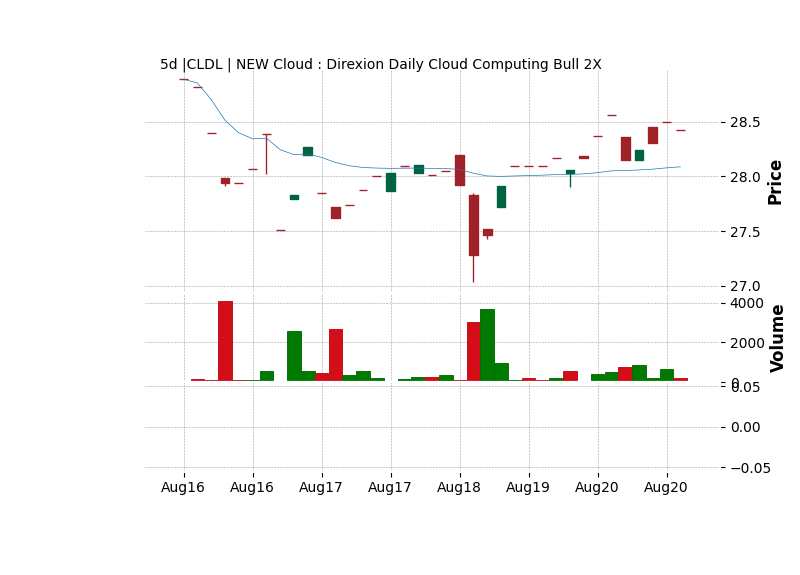 5d |CLDL | NEW Cloud : Direxion Daily Cloud Computing Bull 2X
28.5
28.0
27.5
27.0
Price
4000
2000
0
Volume
0.05
0.00
−0.05
Aug16 Aug16 Aug17 Aug17 Aug18 Aug19 Aug20 Aug20